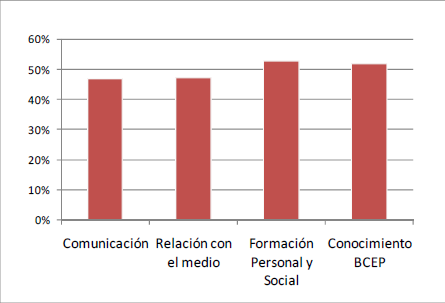 60%
50%
40%
30%
20%
10%
0%
Comunicación
Relación con
el medio
Formación
Personal y
Social
Conocimiento
BCEP